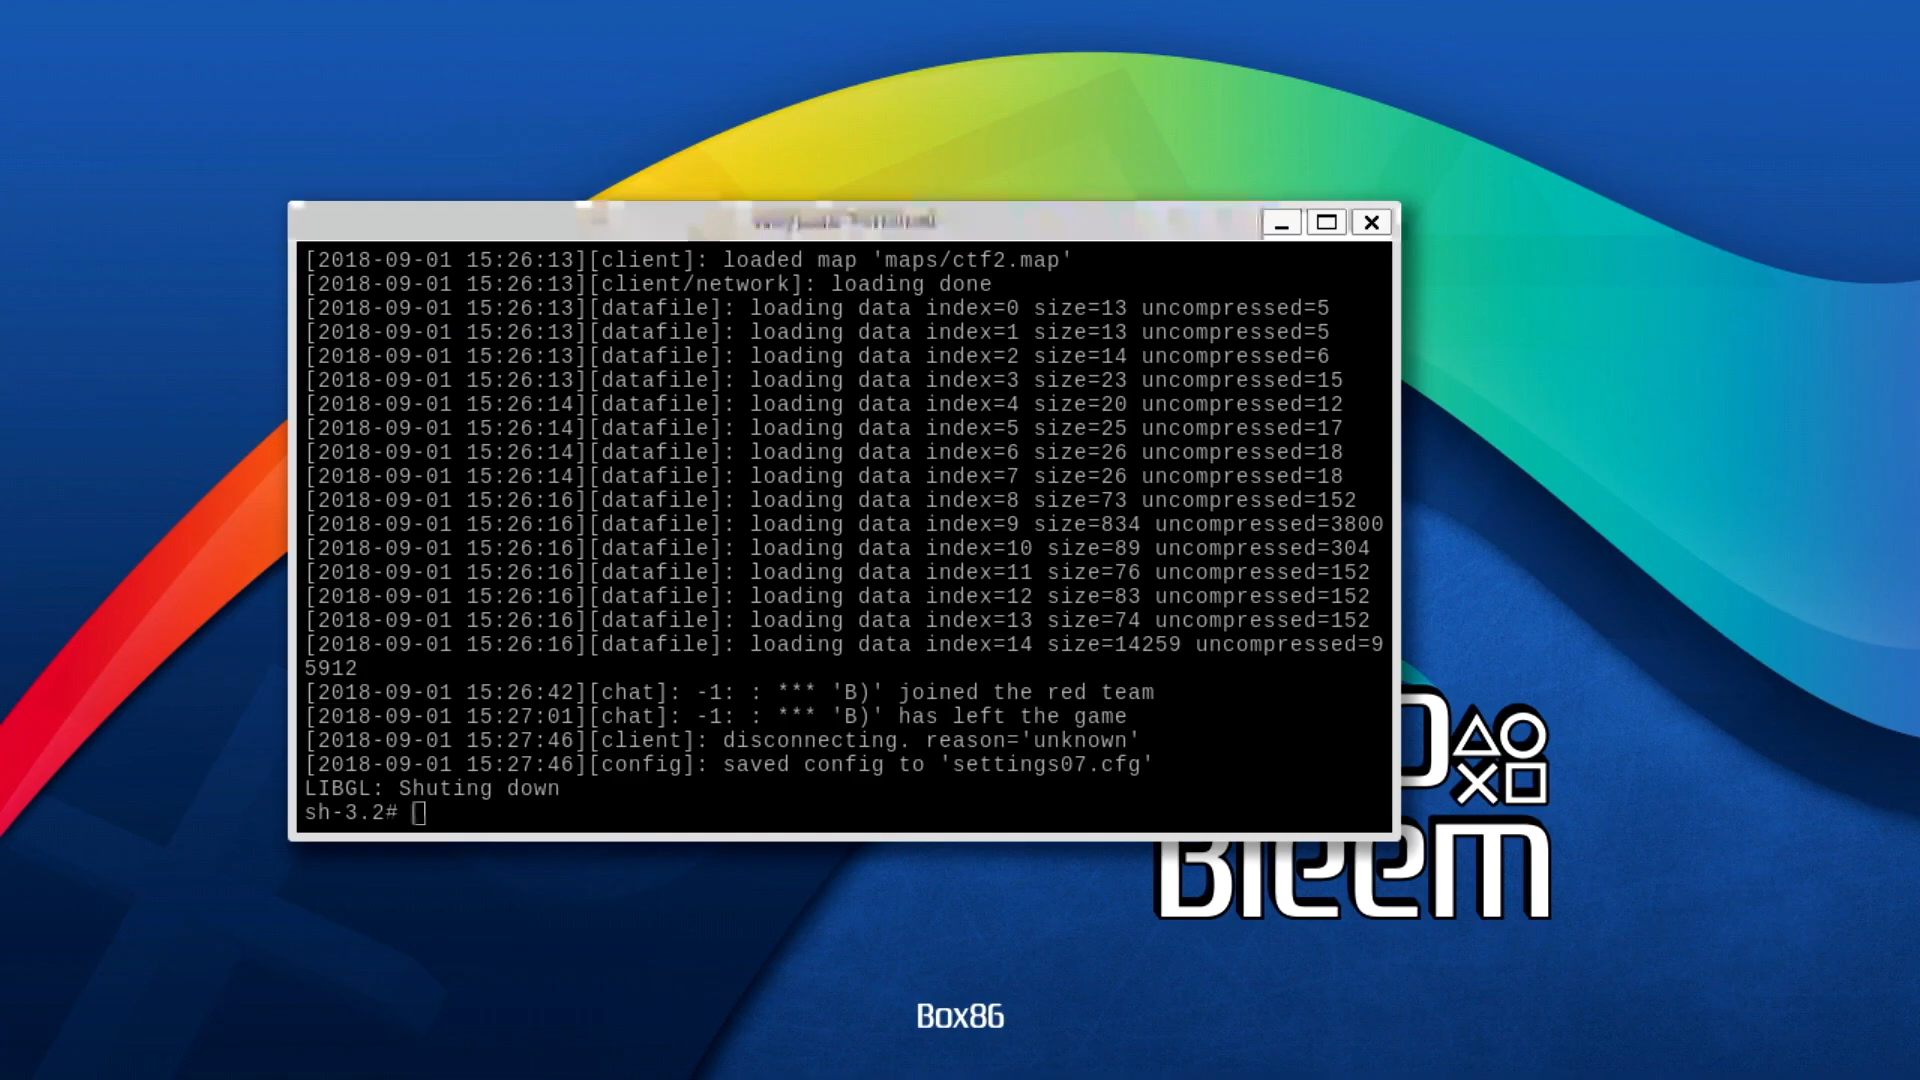 [2018-09-01 15:26:13][client]: loaded map 'maps/ctf2.map'
[2018-09-01 15:26:13][client/network]: loading done
[2018-09-01 15:26:13][datafile]: loading data index=0 size=13 uncompressed=5
[2018-09-01 15:26:13][datafile]: loading data index=1 size=13 uncompressed=5
[2018-09-01 15:26:13][datafile]: loading data index=2 size=14 uncompressed=6
[2018-09-01 15:26:13][datafile]: loading data index=3 size=23 uncompressed=15
[2018-09-01 15:26:14][datafile]: loading data index=4 size=20 uncompressed=12
[2018-09-01 15:26:14][datafile]: loading data index=5 size=25 uncompressed=17
[2018-09-01 15:26:14][datafile]: loading data index=6 size=26 uncompressed=18
[2018-09-01 15:26:14][datafile]: loading data index=7 size=26 uncompressed=18
[2018-09-01 15:26:16][datafile]: loading data index=8 size=73 uncompressed=152
[2018-09-01 15:26:16][datafile]: loading data index=9 size=834 uncompressed=3800
[2018-09-01 15:26:16][datafile]: loading data index=10 size=89 uncompressed=304
[2018-09-01 15:26:16][datafile]: loading data index=11 size=76 uncompressed=152
[2018-09-01 15:26:16][datafile]: loading data index=12 size=83 uncompressed=152
[2018-09-01 15:26:16][datafile]: loading data index=13 size=74 uncompressed=152
[2018-09-01 15:26:16][datafile]: loading data index=14 size=14259 uncompressed=9
5912
[2018-09-01 15:26:42][chat]: -1: : *** 'B)' joined the red team
[2018-09-01 15:27:01][chat]: -1: : *** 'B)' has left the game
[2018-09-01 15:27:46][client]: disconnecting. reason='unknown'
[2018-09-01 15:27:46][config]: saved config to 'settings07.cfg'
LIBGL: Shuting down
sh-3.2#
Bleem
Box86